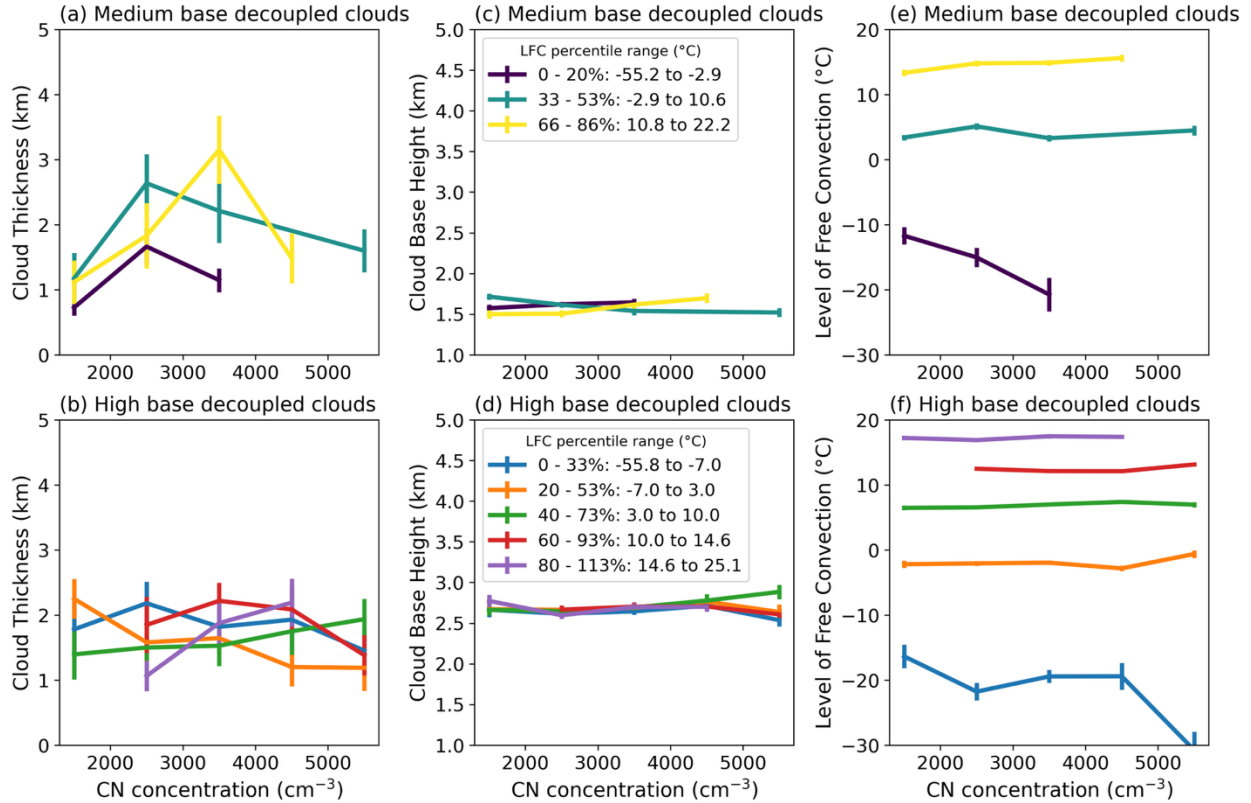 (a) Medium base decoupled clouds
Cloud Thickness (km)
5
4
3
2
1
0
2000 3000 4000 5000
(c) Medium base decoupled clouds
Cloud Base Height (km)
5.0
4.5
4.0
3.5
3.0
2.5
2.0
1.5
1.0
LFC percentile range (°C)
0 - 20%: -55.2 to -2.9
33 - 53%: -2.9 to 10.6
66 - 86%: 10.8 to 22.2
2000 3000 4000 5000
(e) Medium base decoupled clouds
Level of Free Convection (°C)
20
10
0
−10
−20
−30
2000 3000 4000 5000
(b) High base decoupled clouds
Cloud Thickness (km)
5
4
3
2
1
0
2000 3000 4000 5000
CN concentration (cm⁻³)
(d) High base decoupled clouds
Cloud Base Height (km)
5.0
4.5
4.0
3.5
3.0
2.5
2.0
1.5
1.0
LFC percentile range (°C)
0 - 33%: -55.8 to -7.0
20 - 53%: -7.0 to 3.0
40 - 73%: 3.0 to 10.0
60 - 93%: 10.0 to 14.6
80 - 113%: 14.6 to 25.1
2000 3000 4000 5000
CN concentration (cm⁻³)
(f) High base decoupled clouds
Level of Free Convection (°C)
20
10
0
−10
−20
−30
2000 3000 4000 5000
CN concentration (cm⁻³)